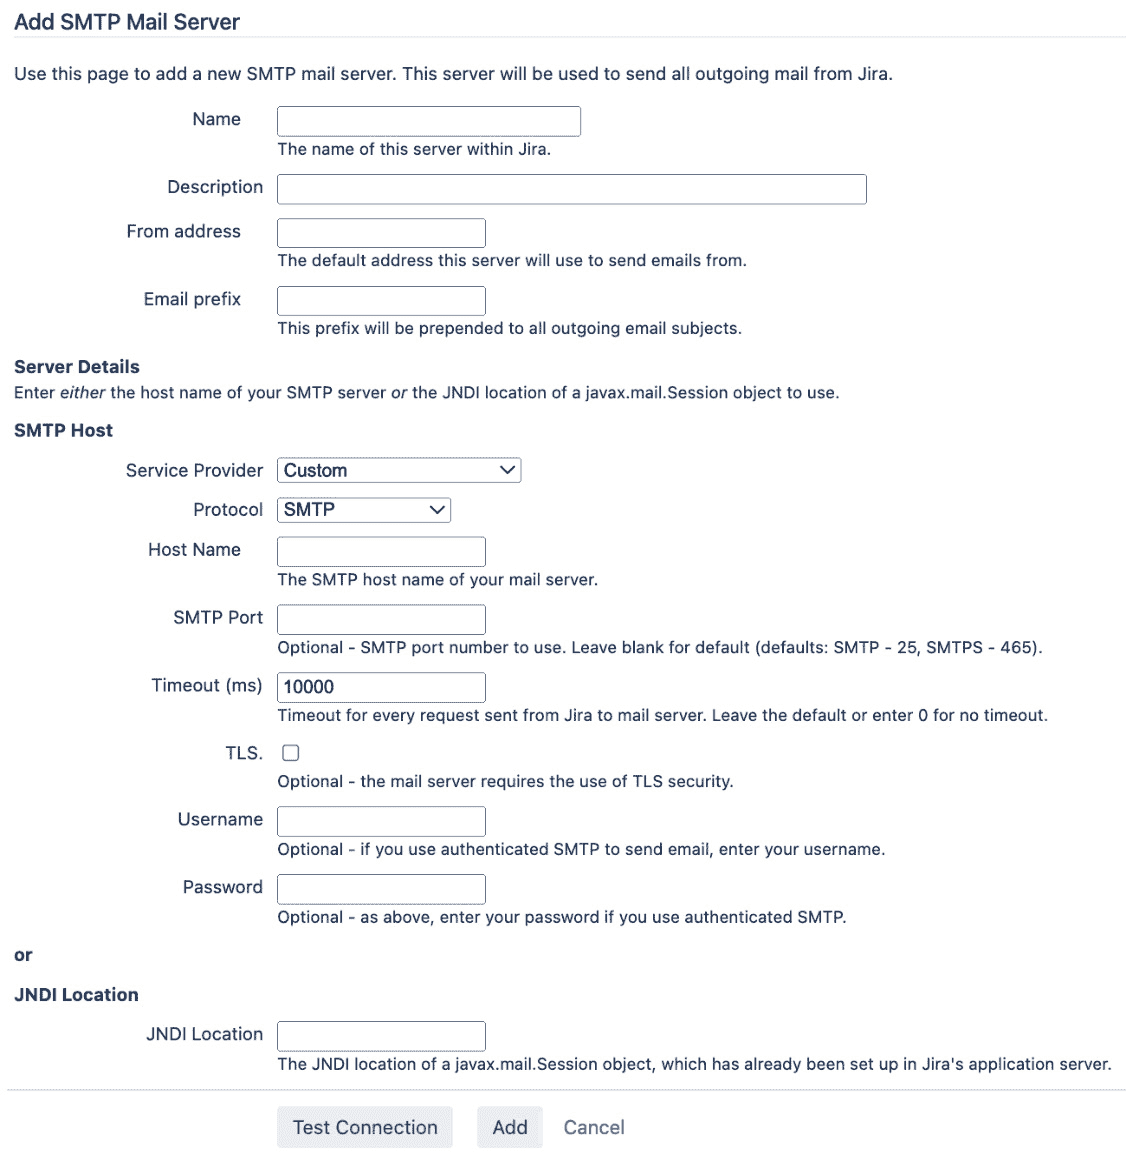 Add SMTP Mail Server
Use this page to add a new SMTP mail server. This server will be used to send all outgoing mail from Jira.
Name
The name of this server within Jira.
Description
From address
The default address this server will use to send emails from.
Email prefix
This prefix will be prepended to all outgoing email subjects.
Server Details
Enter either the host name of your SMTP server or the JNDI location of a javax.mail.Session object to use.
SMTP Host
Service Provider Custom
Protocol SMTP
Host Name
The SMTP host name of your mail server.
SMTP Port
Optional - SMTP port number to use. Leave blank for default (defaults: SMTP - 25, SMTPS - 465).
Timeout (ms) 10000
Timeout for every request sent from Jira to mail server. Leave the default or enter 0 for no timeout.
TLS.
Optional - the mail server requires the use of TLS security.
Username
Optional - if you use authenticated SMTP to send email, enter your username.
Password
Optional - as above, enter your password if you use authenticated SMTP.
or
JNDI Location
JNDI Location
The JNDI location of a javax.mail.Session object, which has already been set up in Jira's application server.
Test Connection Add Cancel